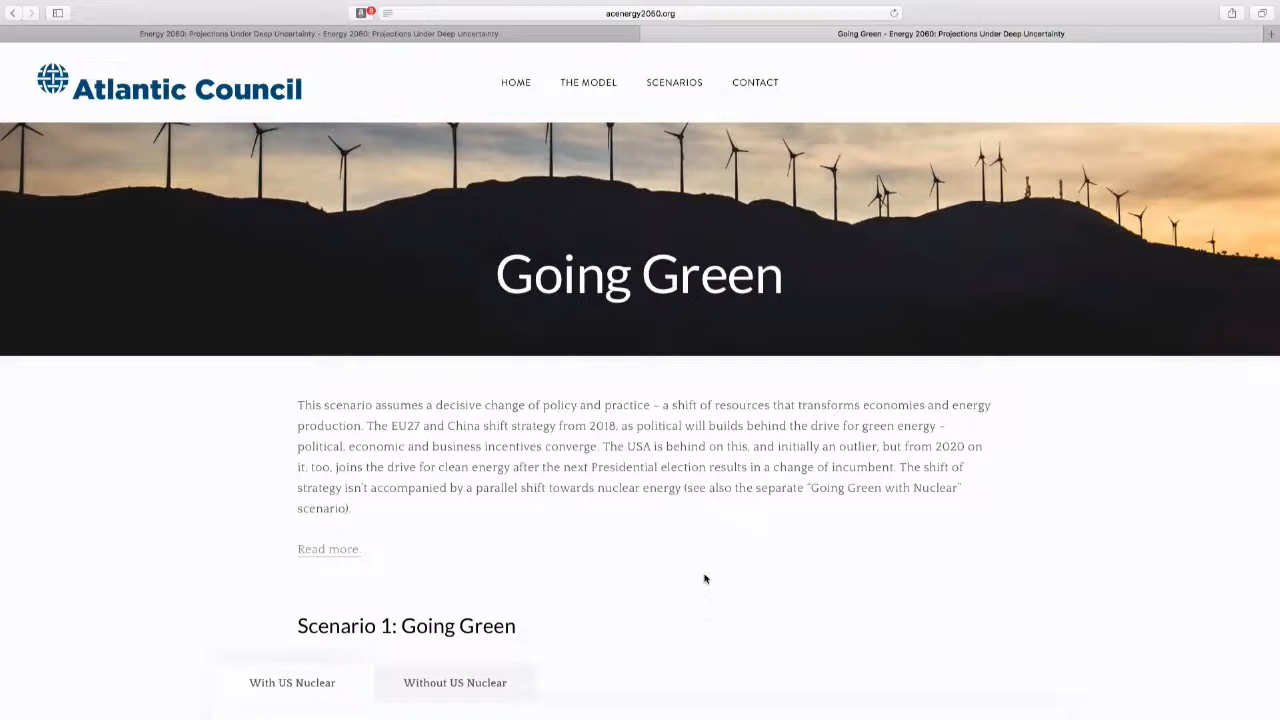 8
acenergy2060.org
Energy 2060: Projections Under Deep Uncertainty - Energy 2060: Projections Under Deep Uncertainty
Going Green - Energy 2060: Projections Under Deep Uncertainty
Atlantic Council
HOME
THE MODEL
SCENARIOS
CONTACT
Going Green
This scenario assumes a decisive change of policy and practice – a shift of resources that transforms economies and energy
production. The EU27 and China shift strategy from 2018, as political will builds behind the drive for green energy –
political, economic and business incentives converge. The USA is behind on this, and initially an outlier, but from 2020 on
it, too, joins the drive for clean energy after the next Presidential election results in a change of incumbent. The shift of
strategy isn't accompanied by a parallel shift towards nuclear energy (see also the separate "Going Green with Nuclear"
scenario).
Read more.
Scenario 1: Going Green
With US Nuclear
Without US Nuclear